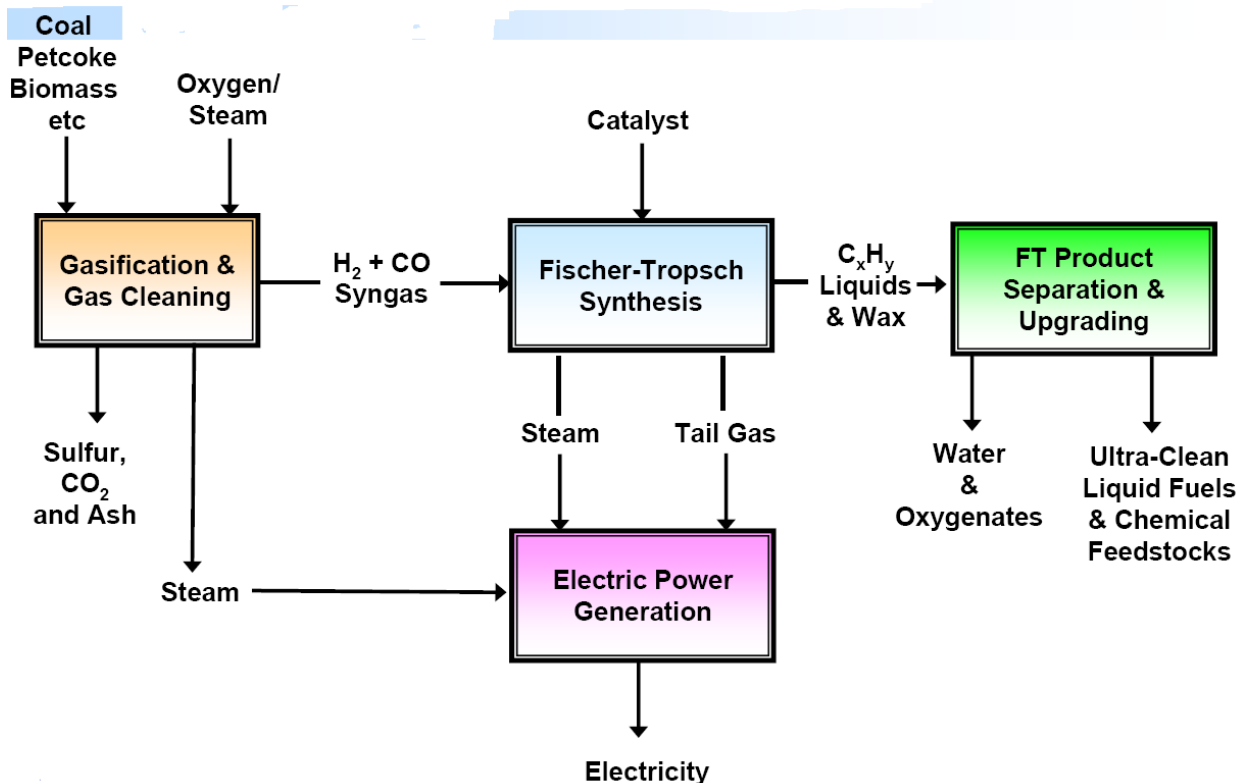 Coal
Petcoke
Biomass
etc
Oxygen/
Steam
Catalyst
Gasification &
Gas Cleaning
H₂ + CO
Syngas
Fischer-Tropsch
Synthesis
CₓHᵧ
Liquids
& Wax
FT Product
Separation &
Upgrading
Sulfur,
CO₂
and Ash
Steam
Steam
Tail Gas
Water
&
Oxygenates
Ultra-Clean
Liquid Fuels
& Chemical
Feedstocks
Electric Power
Generation
Electricity